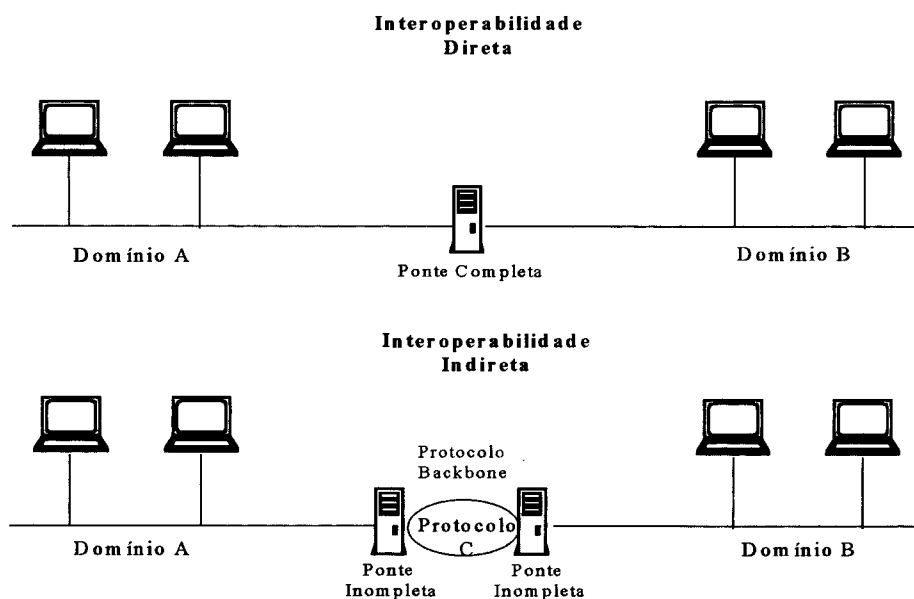 Interoperabilidade
Direta
Domínio A
Ponte Completa
Domínio B
Interoperabilidade
Indireta
Protocolo
Backbone
Protocolo
C
Domínio A
Ponte
Inompleta
Ponte
Inompleta
Domínio B